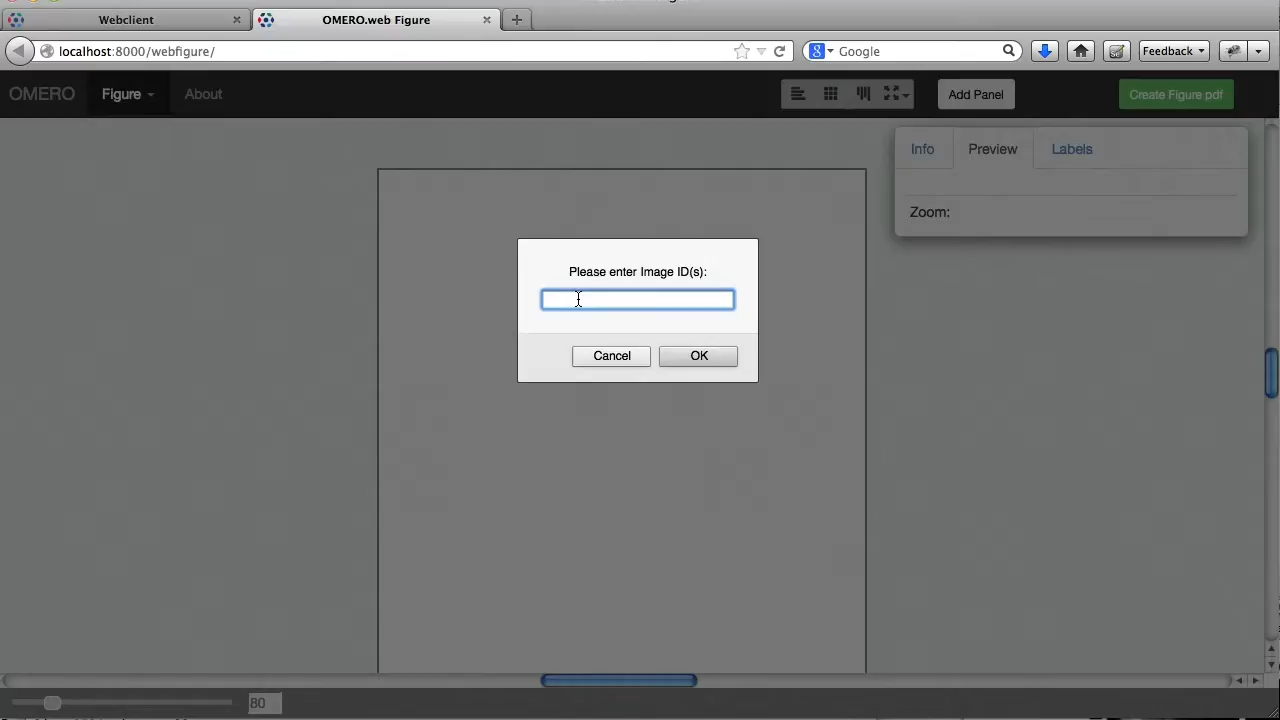 Webclient
OMERO.web Figure
localhost:8000/webfigure/
Google
Feedback
OMERO
Figure
About
Add Panel
Create Figure pdf
Info
Preview
Labels
Zoom:
Please enter Image ID(s):
Cancel
OK
80